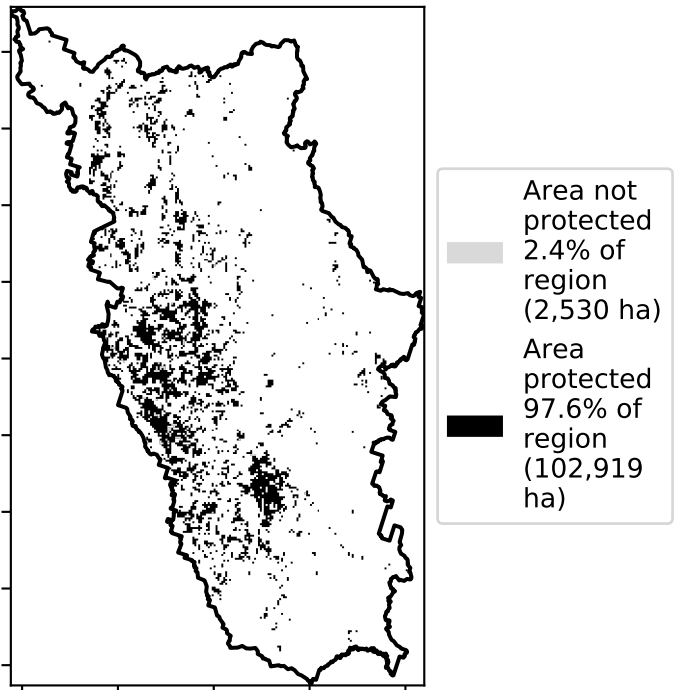 Area not
protected
2.4% of
region
(2,530 ha)
Area
protected
97.6% of
region
(102,919
ha)